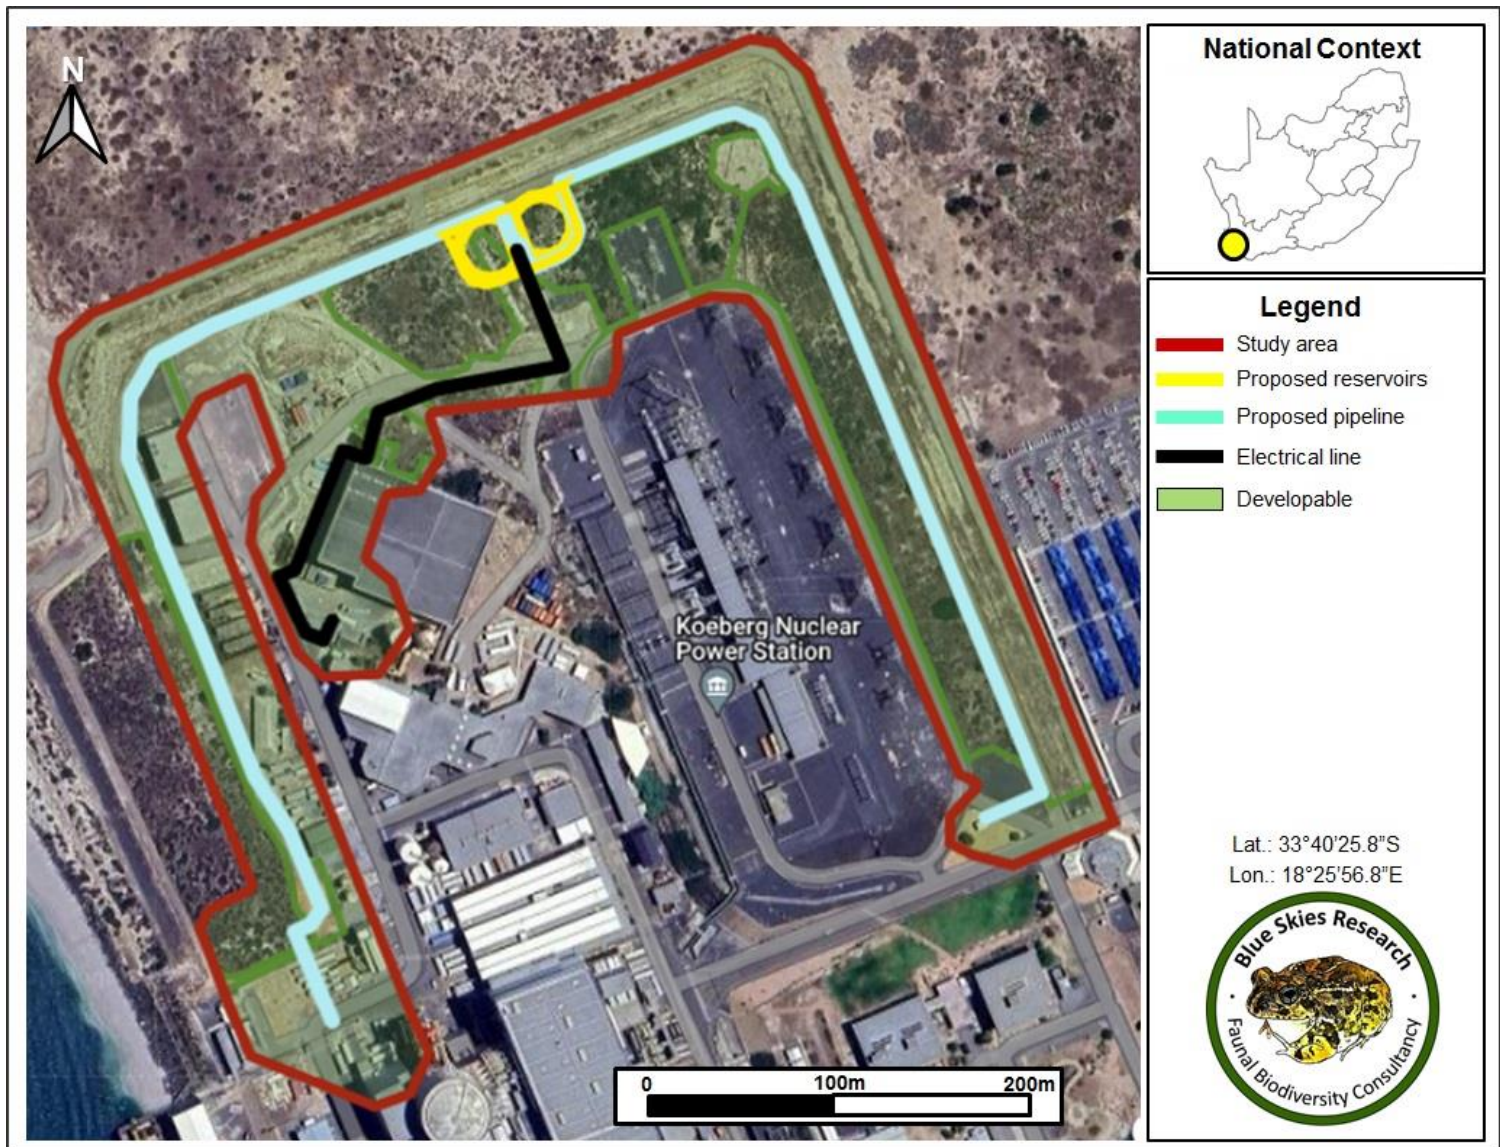 N
Koeberg Nuclear
Power Station
0 100m 200m
National Context
Legend
Study area
Proposed reservoirs
Proposed pipeline
Electrical line
Developable
Lat.: 33°40'25.8”S
Lon.: 18°25'56.8”E
Blue Skies Research
Faunal Biodiversity Consultancy